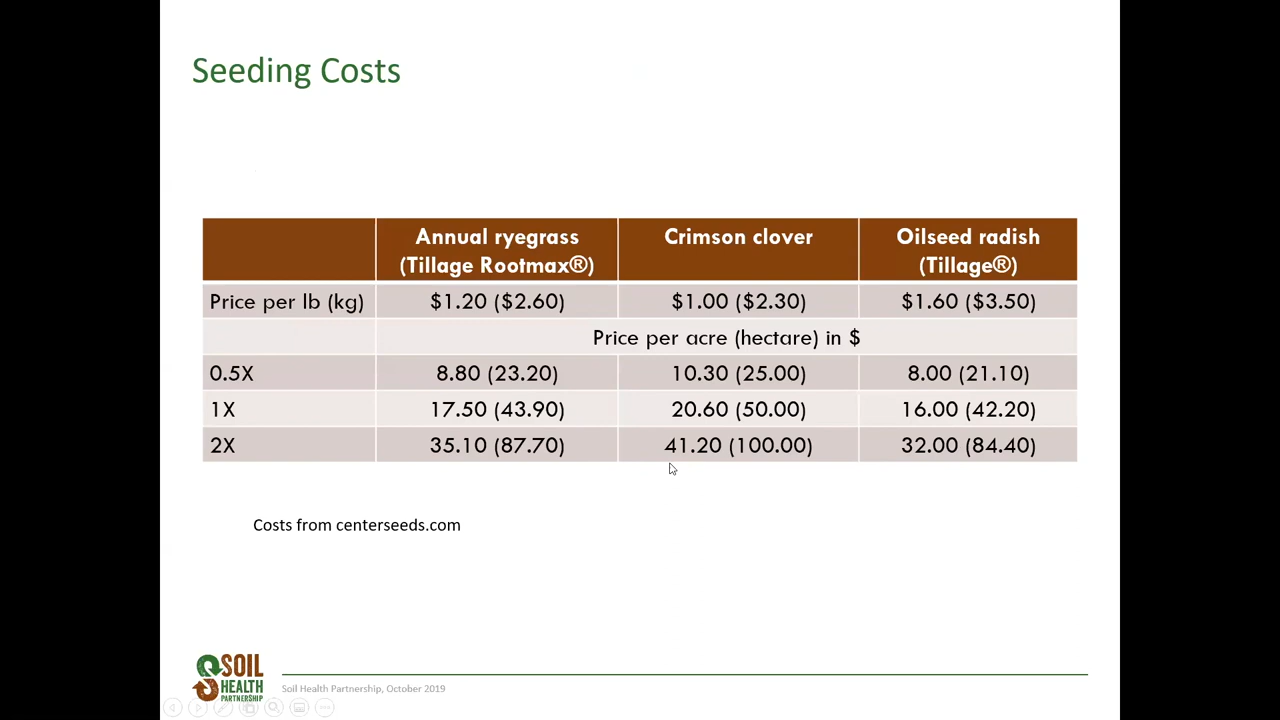 Seeding Costs
Annual ryegrass (Tillage Rootmax®) Crimson clover Oilseed radish (Tillage®)
Price per lb (kg) $1.20 ($2.60) $1.00 ($2.30) $1.60 ($3.50)
Price per acre (hectare) in $
0.5X 8.80 (23.20) 10.30 (25.00) 8.00 (21.10)
1X 17.50 (43.90) 20.60 (50.00) 16.00 (42.20)
2X 35.10 (87.70) 41.20 (100.00) 32.00 (84.40)
Costs from centerseeds.com
SOIL
HEALTH
PARTNERSHIP
Soil Health Partnership, October 2019